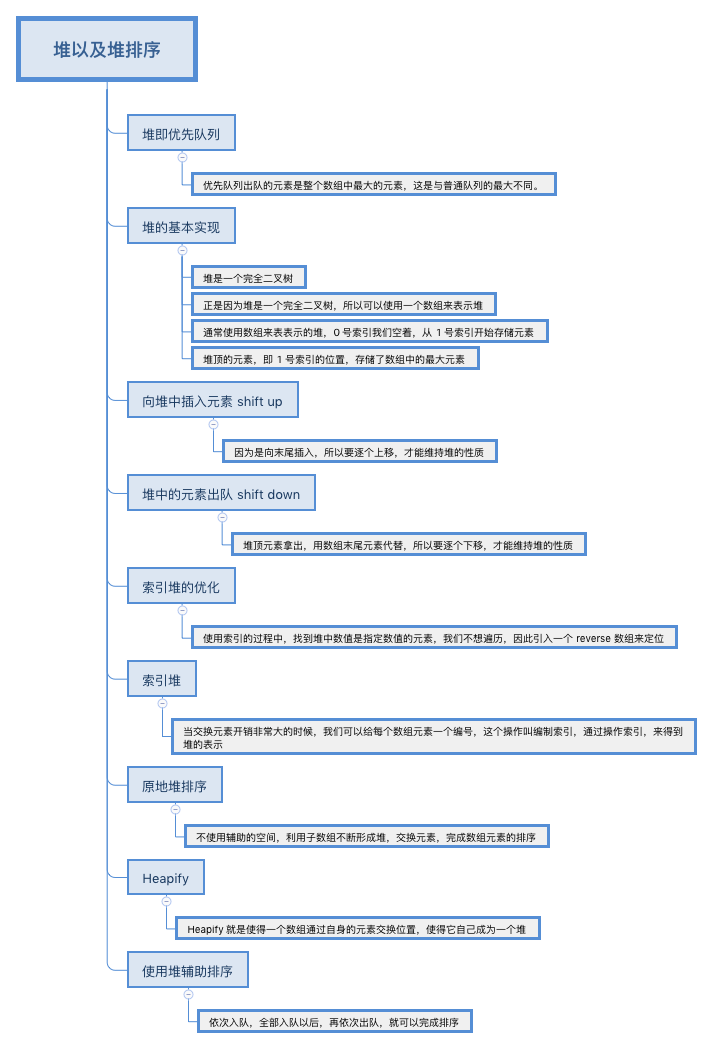 堆以及堆排序
堆即优先队列
优先队列出队的元素是整个数组中最大的元素，这是与普通队列的最大不同。
堆的基本实现
堆是一个完全二叉树
正是因为堆是一个完全二叉树，所以可以使用一个数组来表示堆
通常使用数组来表表示的堆，0 号索引我们空着，从 1 号索引开始存储元素
堆顶的元素，即 1 号索引的位置，存储了数组中的最大元素
向堆中插入元素 shift up
因为是向末尾插入，所以要逐个上移，才能维持堆的性质
堆中的元素出队 shift down
堆顶元素拿出，用数组末尾元素代替，所以要逐个下移，才能维持堆的性质
索引堆的优化
使用索引的过程中，找到堆中数值是指定数值的元素，我们不想遍历，因此引入一个 reverse 数组来定位
索引堆
当交换元素开销非常大的时候，我们可以给每个数组元素一个编号，这个操作叫编制索引，通过操作索引，来得到
堆的表示
原地堆排序
不使用辅助的空间，利用子数组不断形成堆，交换元素，完成数组元素的排序
Heapify
Heapify 就是使得一个数组通过自身的元素交换位置，使得它自己成为一个堆
使用堆辅助排序
依次入队，全部入队以后，再依次出队，就可以完成排序